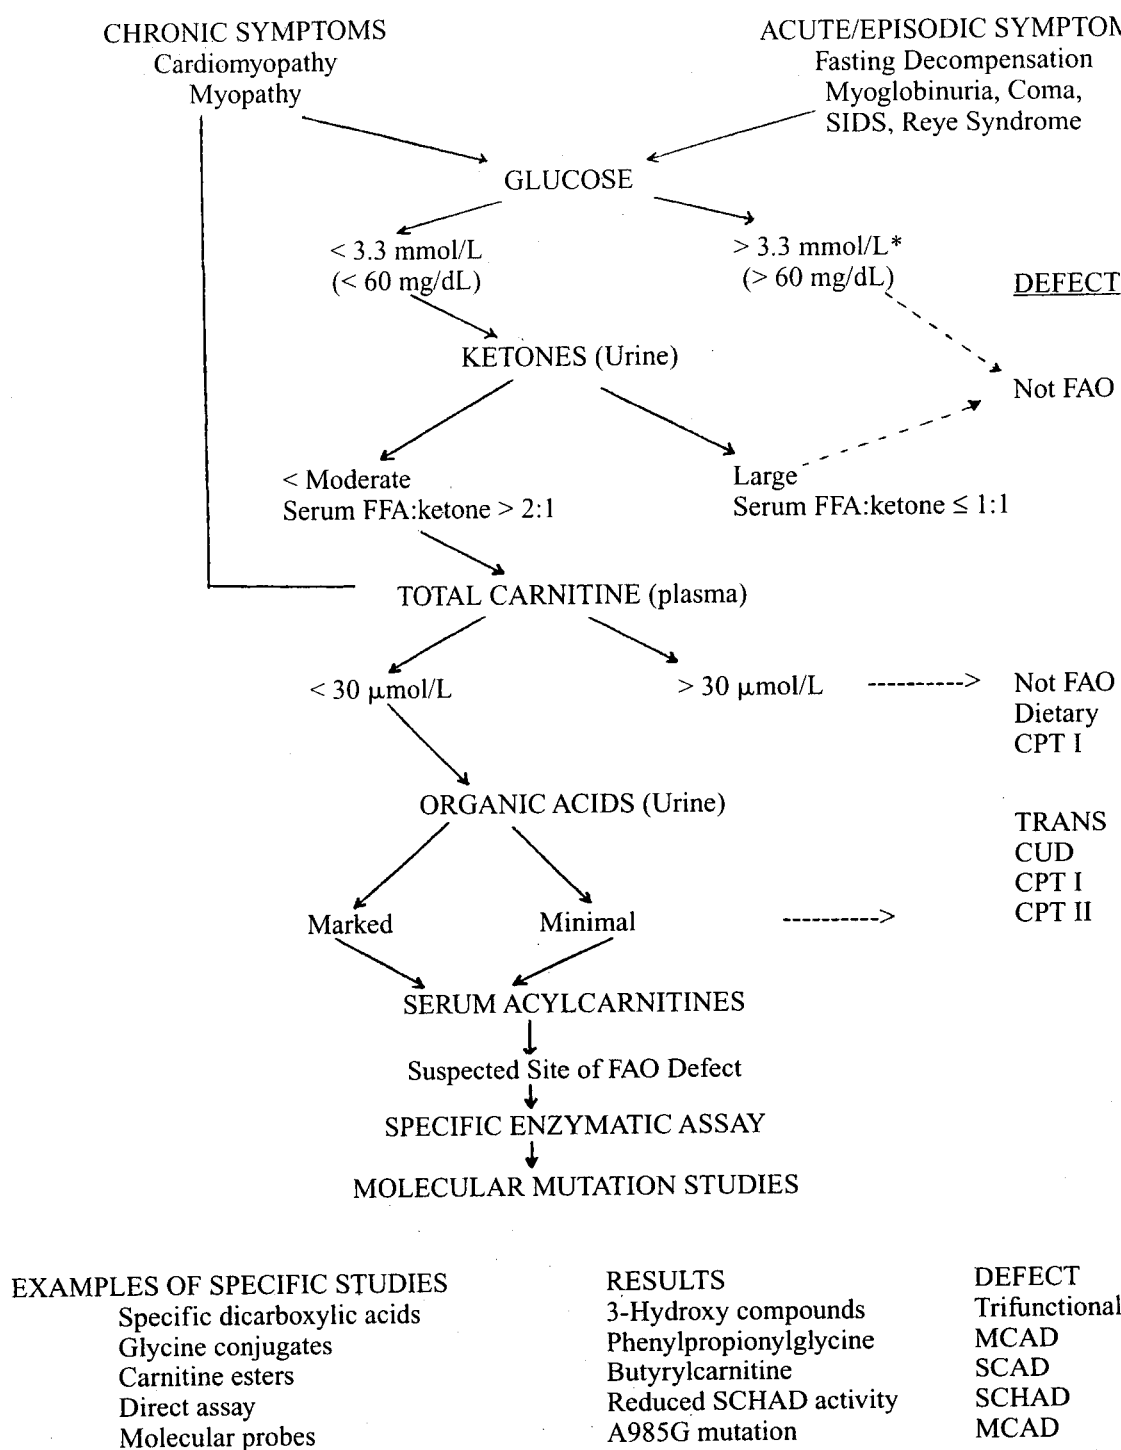 CHRONIC SYMPTOMS
Cardiomyopathy
Myopathy
ACUTE/EPISODIC SYMPTOM
Fasting Decompensation
Myoglobinuria, Coma,
SIDS, Reye Syndrome
GLUCOSE
< 3.3 mmol/L
(< 60 mg/dL)
> 3.3 mmol/L*
(> 60 mg/dL)
DEFECT
KETONES (Urine)
Not FAO
< Moderate
Serum FFA:ketone > 2:1
Large
Serum FFA:ketone ≤ 1:1
TOTAL CARNITINE (plasma)
< 30 μmol/L
> 30 μmol/L
Not FAO
Dietary
CPT I
ORGANIC ACIDS (Urine)
TRANS
CUD
CPT I
CPT II
Marked
Minimal
SERUM ACYLCARNITINES
Suspected Site of FAO Defect
SPECIFIC ENZYMATIC ASSAY
MOLECULAR MUTATION STUDIES
EXAMPLES OF SPECIFIC STUDIES RESULTS DEFECT
Specific dicarboxylic acids 3-Hydroxy compounds Trifunctional
Glycine conjugates Phenylpropionylglycine MCAD
Carnitine esters Butyrylcarnitine SCAD
Direct assay Reduced SCHAD activity SCHAD
Molecular probes A985G mutation MCAD